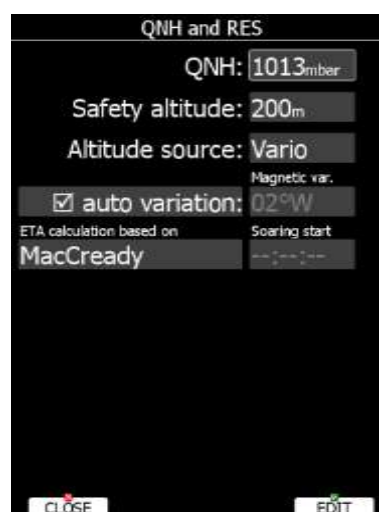 QNH and RES
QNH: 1013mbar
Safety altitude: 200m
Altitude source: Vario
Magnetic var.
auto variation: 02°W
ETA calculation based on Soaring start
MacCready --:--:--
CLOSE EDIT